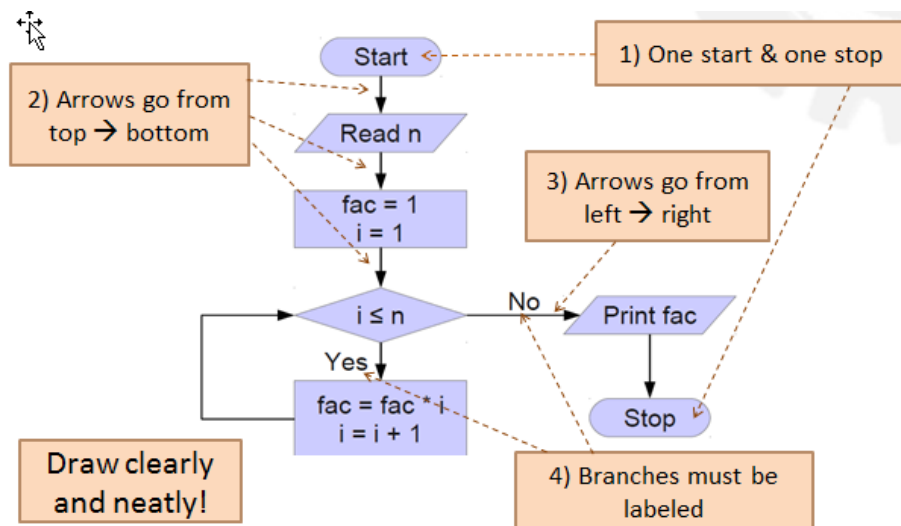 Start
1) One start & one stop
2) Arrows go from
top → bottom
Read n
3) Arrows go from
left → right
fac = 1
i = 1
i ≤ n
No
Print fac
Yes
fac = fac * i
i = i + 1
Stop
Draw clearly
and neatly!
4) Branches must be
labeled